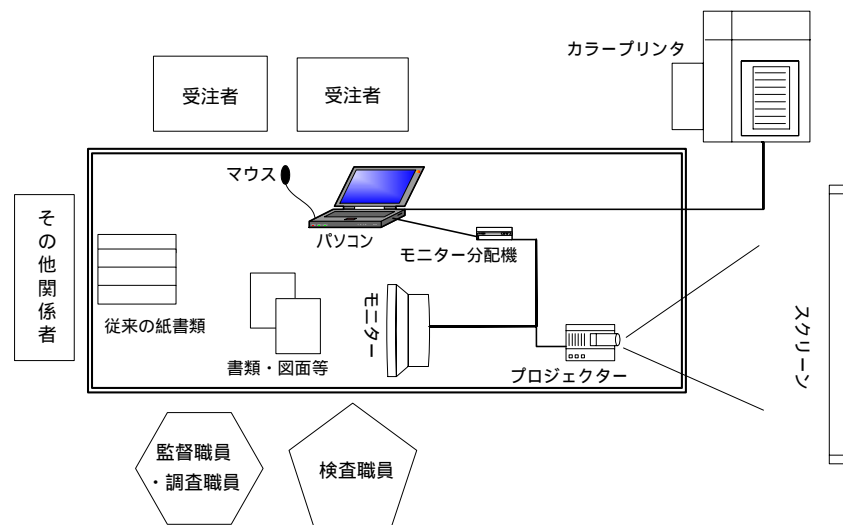 カラープリンタ
受注者
受注者
マウス
パソコン
モニター分配機
その他関係者
従来の紙書類
書類・図面等
モニター
プロジェクター
スクリーン
監督職員
・調査職員
検査職員